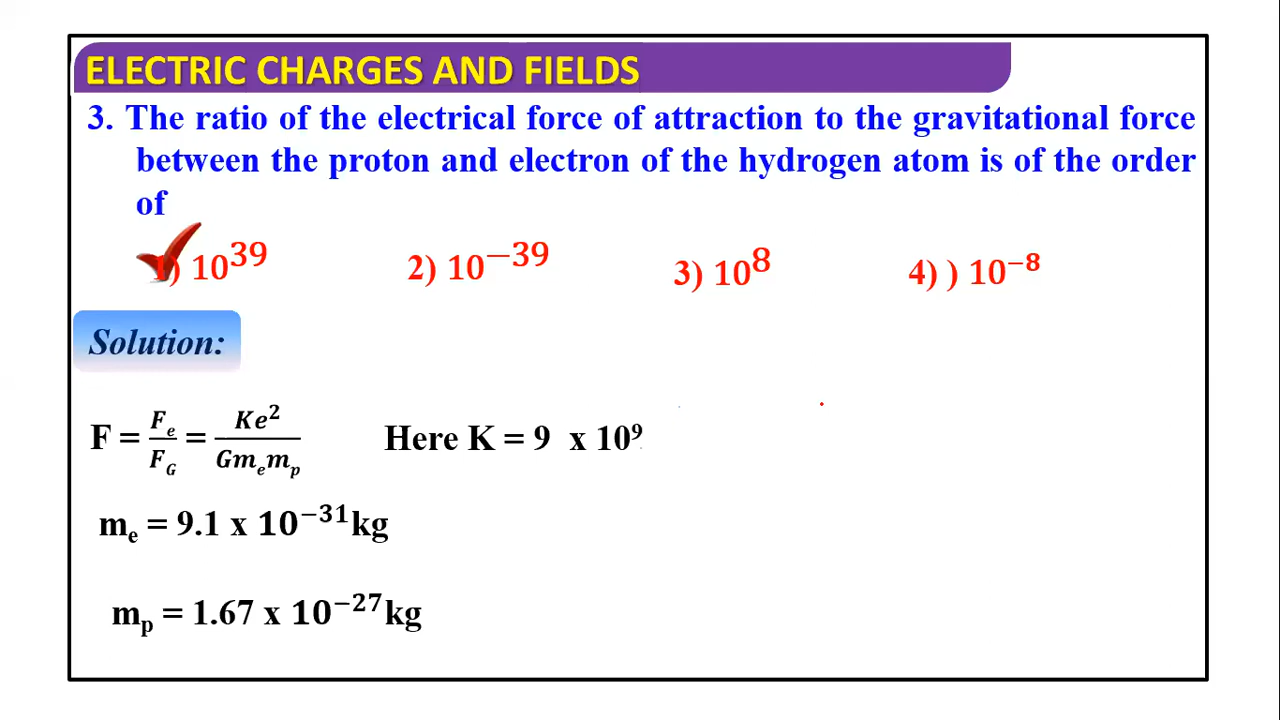 ELECTRIC CHARGES AND FIELDS
3. The ratio of the electrical force of attraction to the gravitational force
between the proton and electron of the hydrogen atom is of the order
of
1) 10^39 2) 10^−39 3) 10^8 4) ) 10^−8
Solution:
F = F_e/F_G = Ke^2/Gm_em_p Here K = 9 x 10^9
m_e = 9.1 x 10^−31 kg
m_p = 1.67 x 10^−27 kg